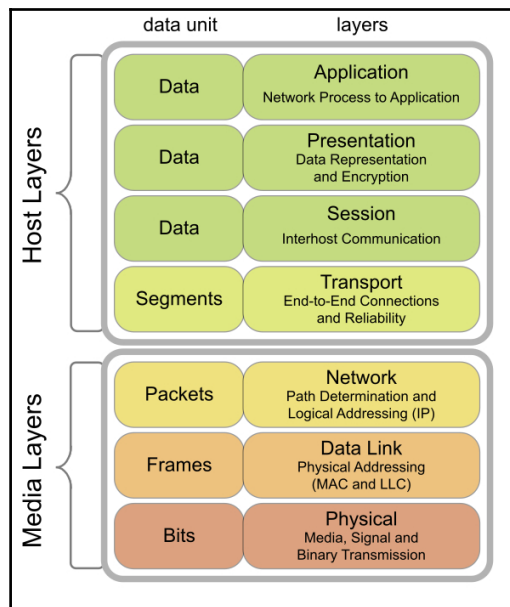 data unit layers
Host Layers
Data
Application
Network Process to Application
Data
Presentation
Data Representation
and Encryption
Data
Session
Interhost Communication
Segments
Transport
End-to-End Connections
and Reliability
Media Layers
Packets
Network
Path Determination and
Logical Addressing (IP)
Frames
Data Link
Physical Addressing
(MAC and LLC)
Bits
Physical
Media, Signal and
Binary Transmission